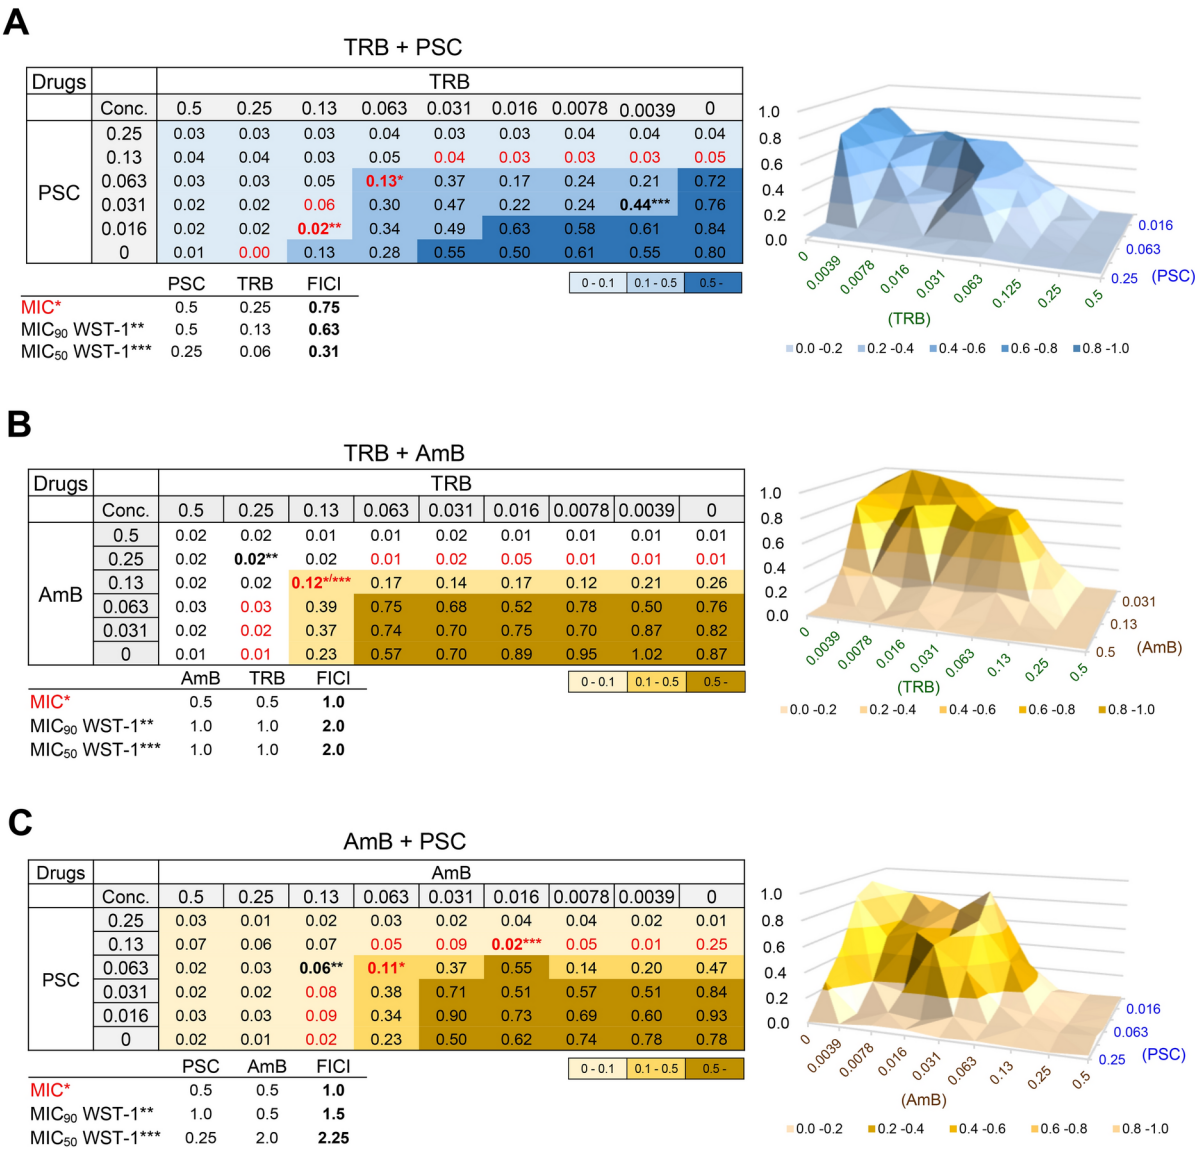 A
TRB + PSC
Drugs TRB
Conc. 0.5 0.25 0.13 0.063 0.031 0.016 0.0078 0.0039 0
PSC
0.25 0.03 0.03 0.03 0.04 0.03 0.03 0.04 0.04 0.04
0.13 0.04 0.04 0.03 0.05 0.04 0.03 0.03 0.03 0.05
0.063 0.03 0.03 0.05 0.13* 0.37 0.17 0.24 0.21 0.72
0.031 0.02 0.02 0.06 0.30 0.47 0.22 0.24 0.44*** 0.76
0.016 0.02 0.02 0.02** 0.34 0.49 0.63 0.58 0.61 0.84
0 0.01 0.00 0.13 0.28 0.55 0.50 0.61 0.55 0.80
0 - 0.1 0.1 - 0.5 0.5 -
PSC TRB FICI
MIC* 0.5 0.25 0.75
MIC90 WST-1** 0.5 0.13 0.63
MIC50 WST-1*** 0.25 0.06 0.31
1.0
0.8
0.6
0.4
0.2
0.0
0 0.0039 0.0078 0.016 0.031 0.063 0.125 0.25 0.5
(TRB)
0.016
0.063
0.25 (PSC)
0.0 -0.2 0.2 -0.4 0.4 -0.6 0.6 -0.8 0.8 -1.0
B
TRB + AmB
Drugs TRB
Conc. 0.5 0.25 0.13 0.063 0.031 0.016 0.0078 0.0039 0
AmB
0.5 0.02 0.02 0.01 0.01 0.02 0.01 0.01 0.01 0.01
0.25 0.02 0.02** 0.02 0.01 0.02 0.05 0.01 0.01 0.01
0.13 0.02 0.02 0.12*/*** 0.17 0.14 0.17 0.12 0.21 0.26
0.063 0.03 0.03 0.39 0.75 0.68 0.52 0.78 0.50 0.76
0.031 0.02 0.02 0.37 0.74 0.70 0.75 0.70 0.87 0.82
0 0.01 0.01 0.23 0.57 0.70 0.89 0.95 1.02 0.87
0 - 0.1 0.1 - 0.5 0.5 -
AmB TRB FICI
MIC* 0.5 0.5 1.0
MIC90 WST-1** 1.0 1.0 2.0
MIC50 WST-1*** 1.0 1.0 2.0
1.0
0.8
0.6
0.4
0.2
0.0
0 0.0039 0.0078 0.016 0.031 0.063 0.13 0.25 0.5
(TRB)
0.031
0.13
0.5 (AmB)
0.0 -0.2 0.2 -0.4 0.4 -0.6 0.6 -0.8 0.8 -1.0
C
AmB + PSC
Drugs AmB
Conc. 0.5 0.25 0.13 0.063 0.031 0.016 0.0078 0.0039 0
PSC
0.25 0.03 0.01 0.02 0.03 0.02 0.04 0.04 0.02 0.01
0.13 0.07 0.06 0.07 0.05 0.09 0.02*** 0.05 0.01 0.25
0.063 0.02 0.03 0.06** 0.11* 0.37 0.55 0.14 0.20 0.47
0.031 0.02 0.02 0.08 0.38 0.71 0.51 0.57 0.51 0.84
0.016 0.03 0.03 0.09 0.34 0.90 0.73 0.69 0.60 0.93
0 0.02 0.01 0.02 0.23 0.50 0.62 0.74 0.78 0.78
0 - 0.1 0.1 - 0.5 0.5 -
PSC AmB FICI
MIC* 0.5 0.5 1.0
MIC90 WST-1** 1.0 0.5 1.5
MIC50 WST-1*** 0.25 2.0 2.25
1.0
0.8
0.6
0.4
0.2
0.0
0 0.0039 0.0078 0.016 0.031 0.063 0.13 0.25 0.5
(AmB)
0.016
0.063
0.25 (PSC)
0.0 -0.2 0.2 -0.4 0.4 -0.6 0.6 -0.8 0.8 -1.0